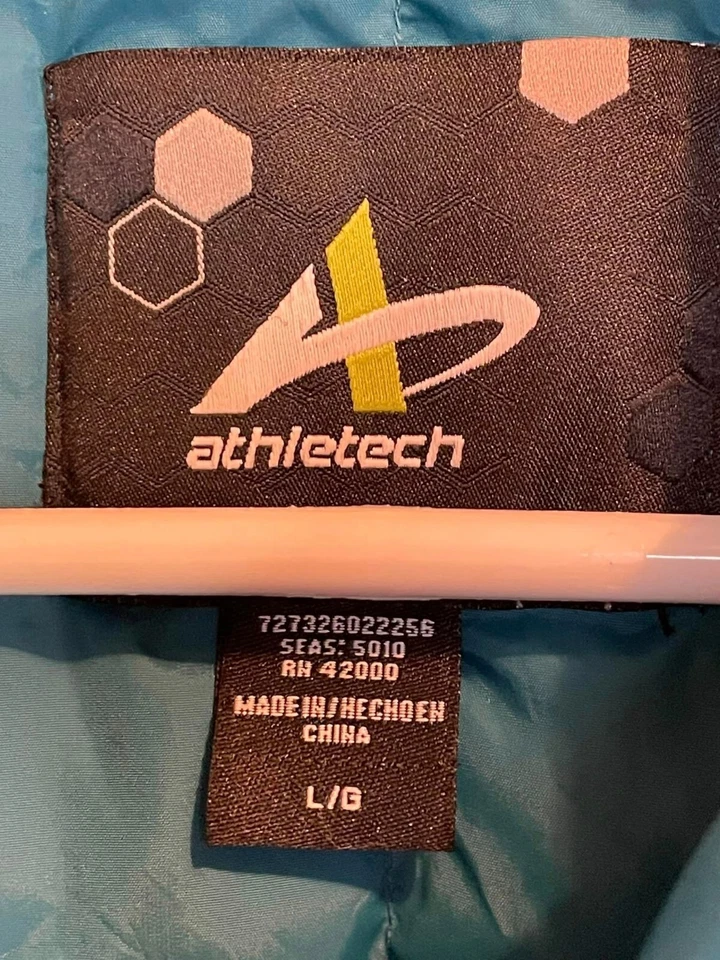 athletech
727326022256
SEAS: 5010
RN 42000
MADE IN/HECHO EN
CHINA
L/G